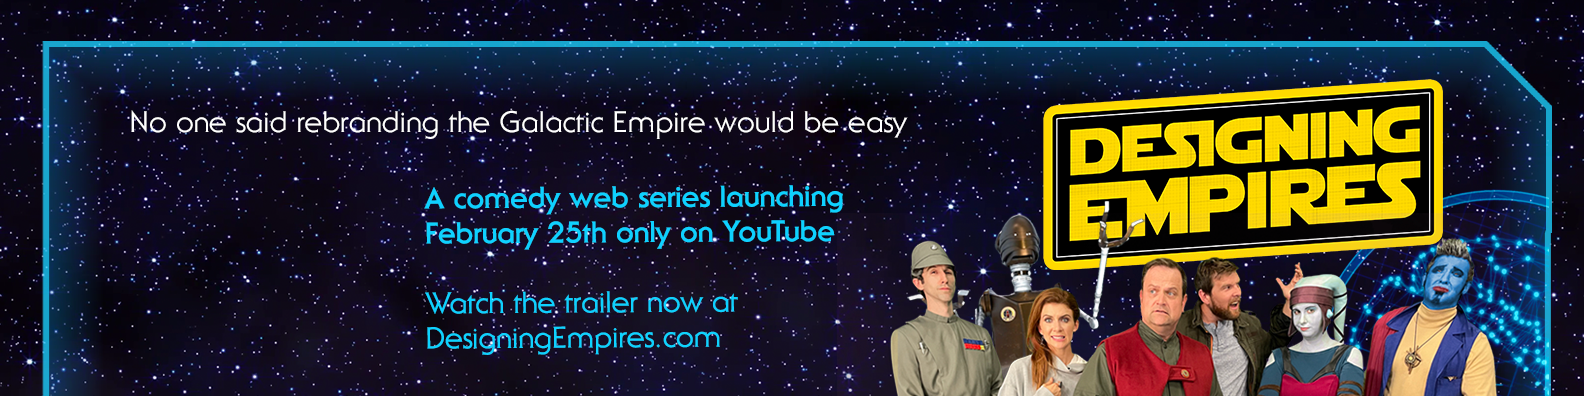 No one said rebranding the Galactic Empire would be easy
A comedy web series launching
February 25th only on YouTube
Watch the trailer now at
DesigningEmpires.com
DESIGNING
EMPIRES